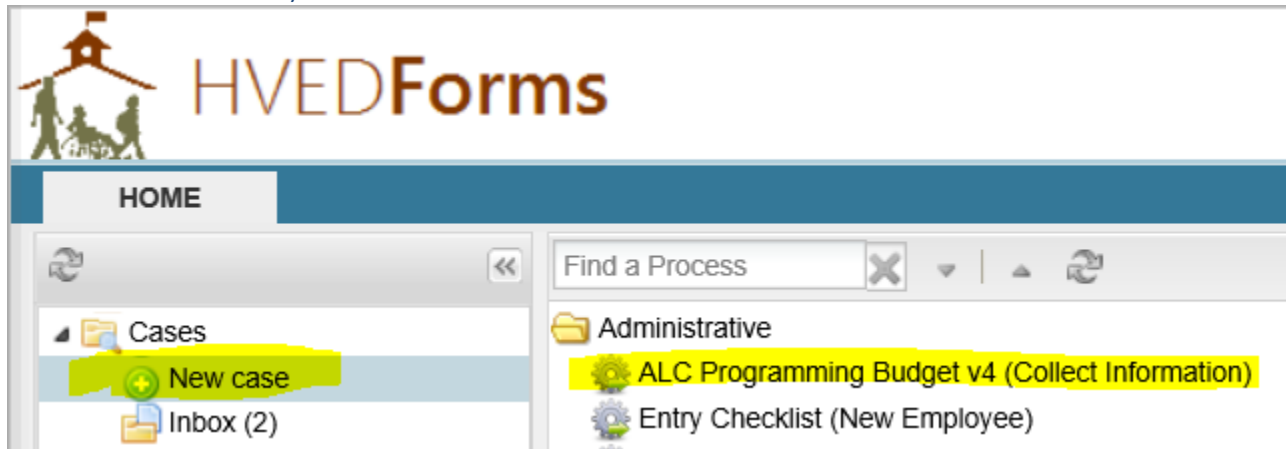 HVEDForms
HOME
Find a Process
Cases
New case
Inbox (2)
Administrative
ALC Programming Budget v4 (Collect Information)
Entry Checklist (New Employee)